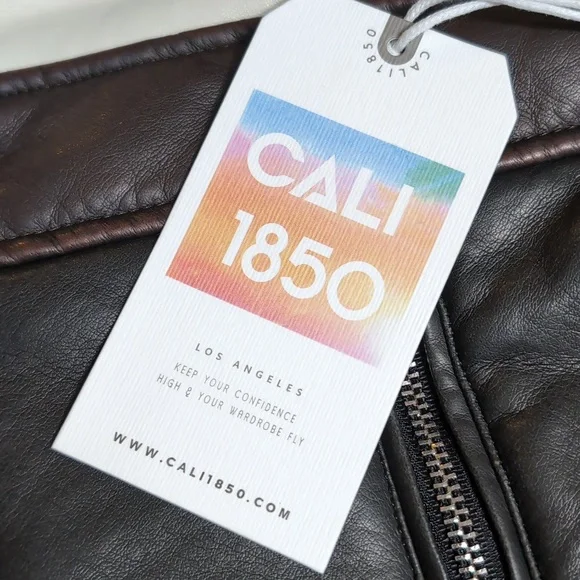 CALI1850
CALI
1850
LOS ANGELES
KEEP YOUR CONFIDENCE
HIGH & YOUR WARDROBE FLY
WWW.CALI1850.COM